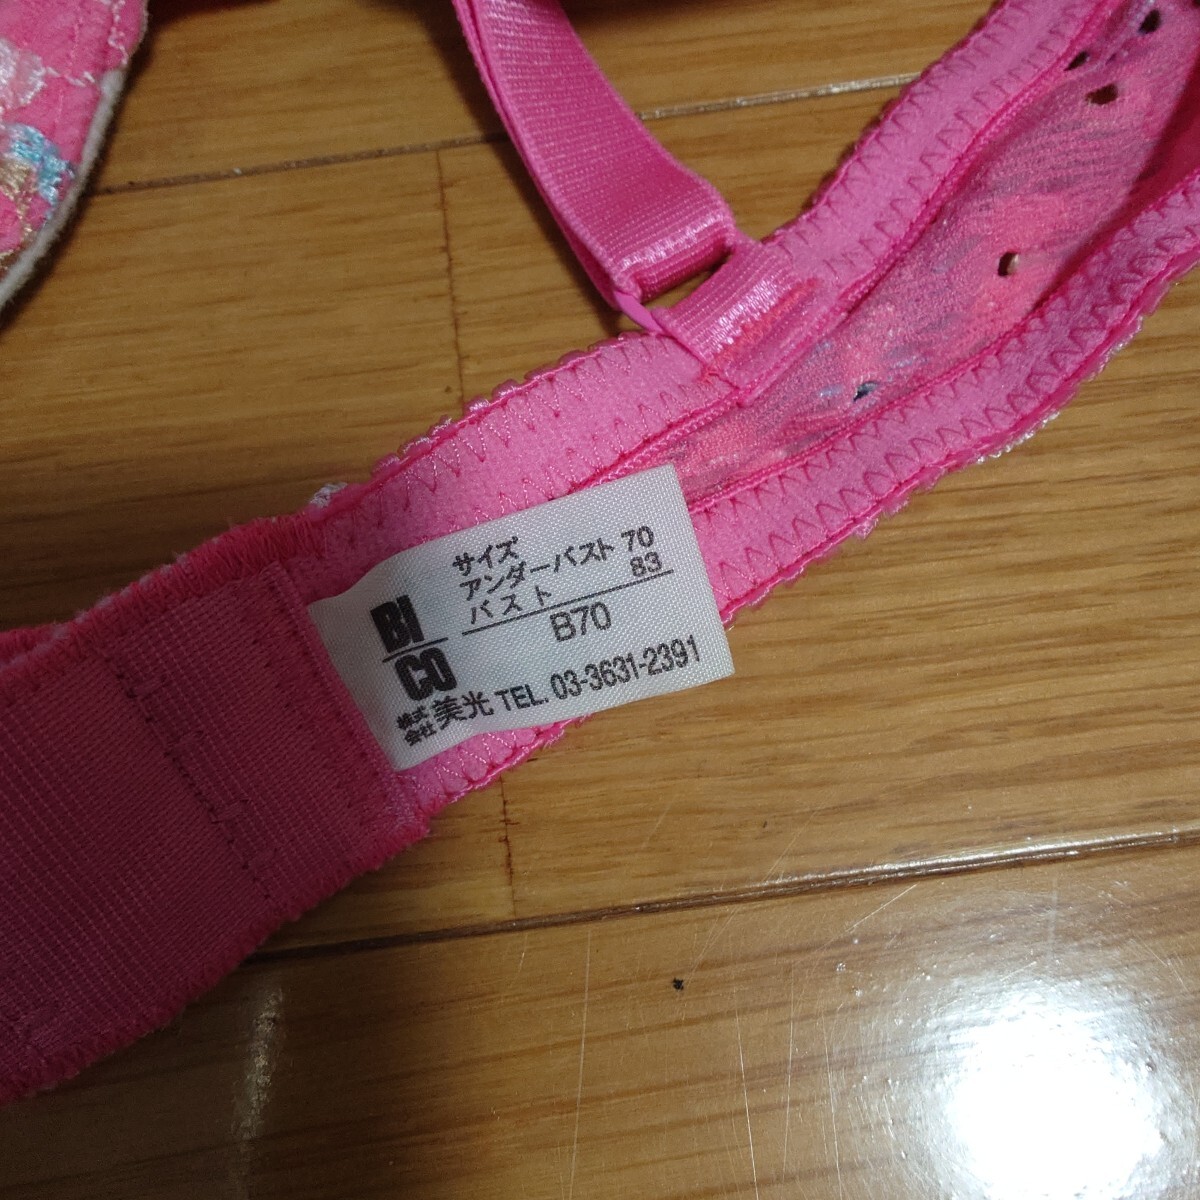 サイズ
アンダーバスト 70
バスト 83
B70
BI
CO
株式会社 美光 TEL. 03-3631-2391